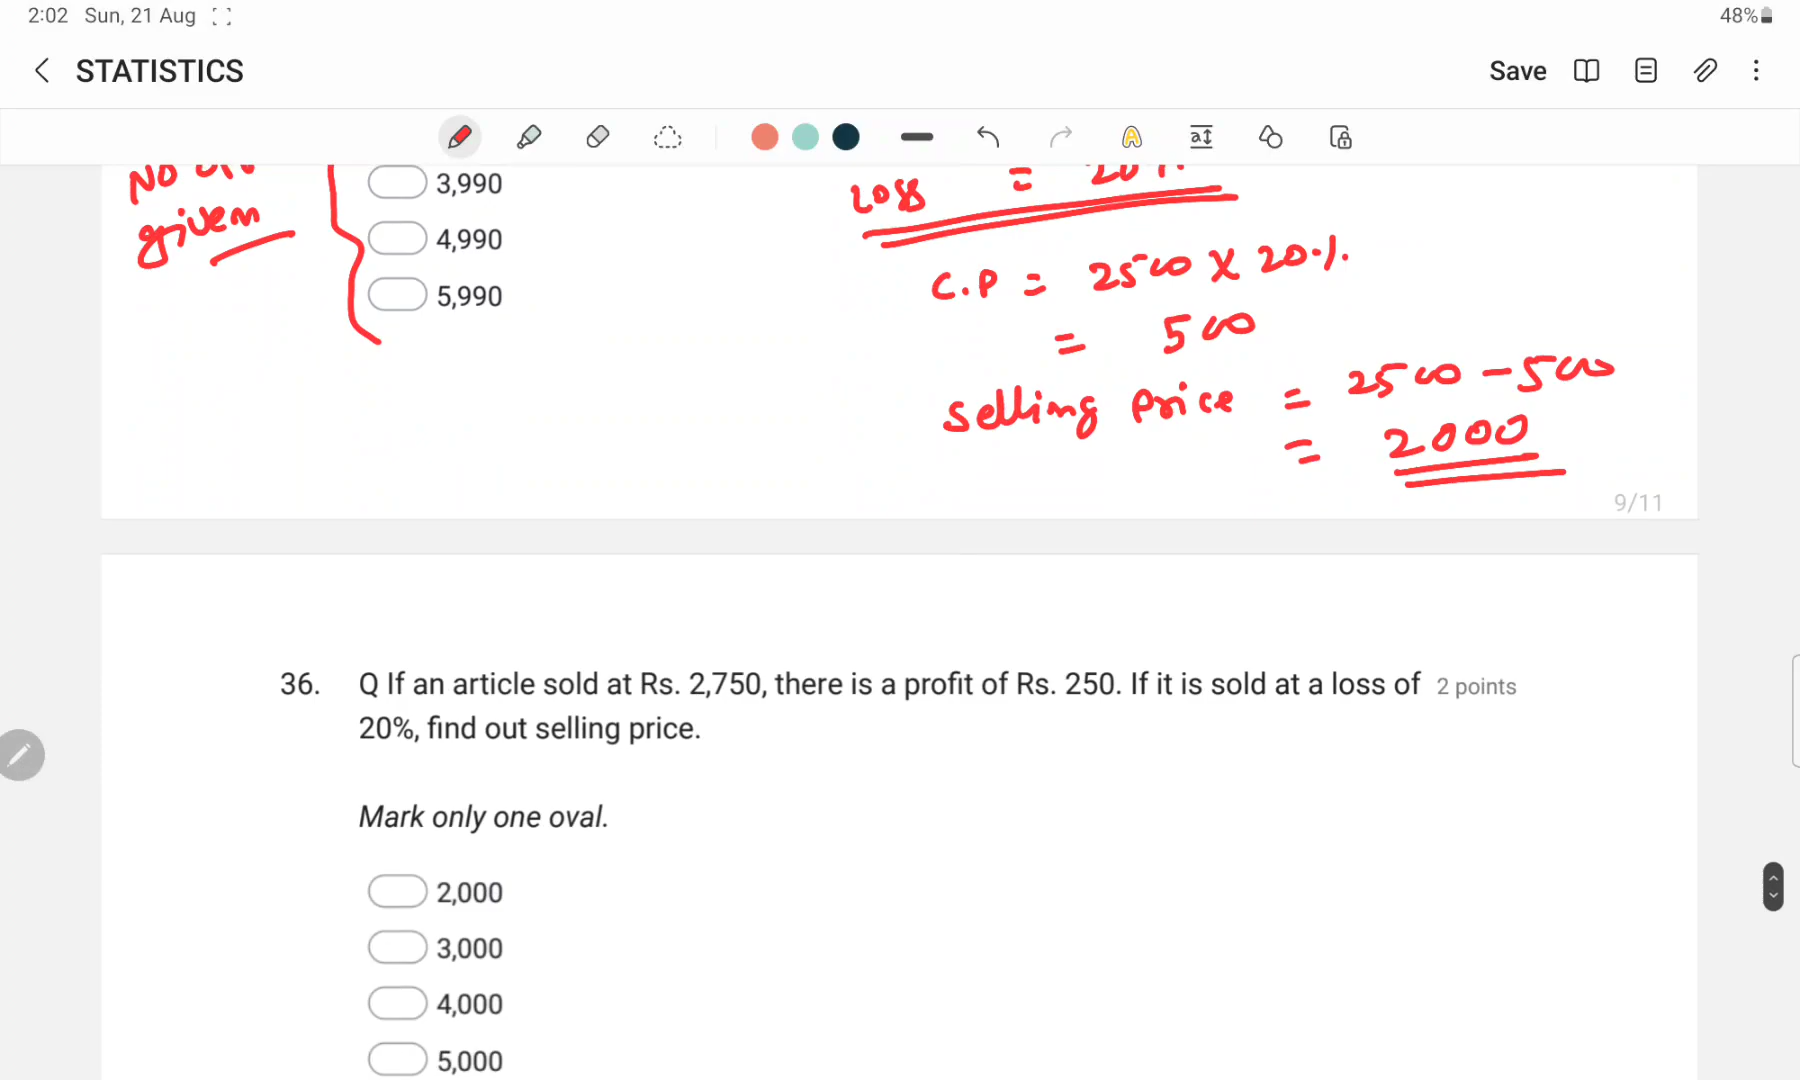 2:02 Sun, 21 Aug 48%
STATISTICS Save
No
given
3,990
4,990
5,990
Loss = 20%
C.P = 2500 x 20%
= 500
Selling Price = 2500 - 500
= 2000
9/11
36. Q If an article sold at Rs. 2,750, there is a profit of Rs. 250. If it is sold at a loss of 2 points
20%, find out selling price.
Mark only one oval.
2,000
3,000
4,000
5,000